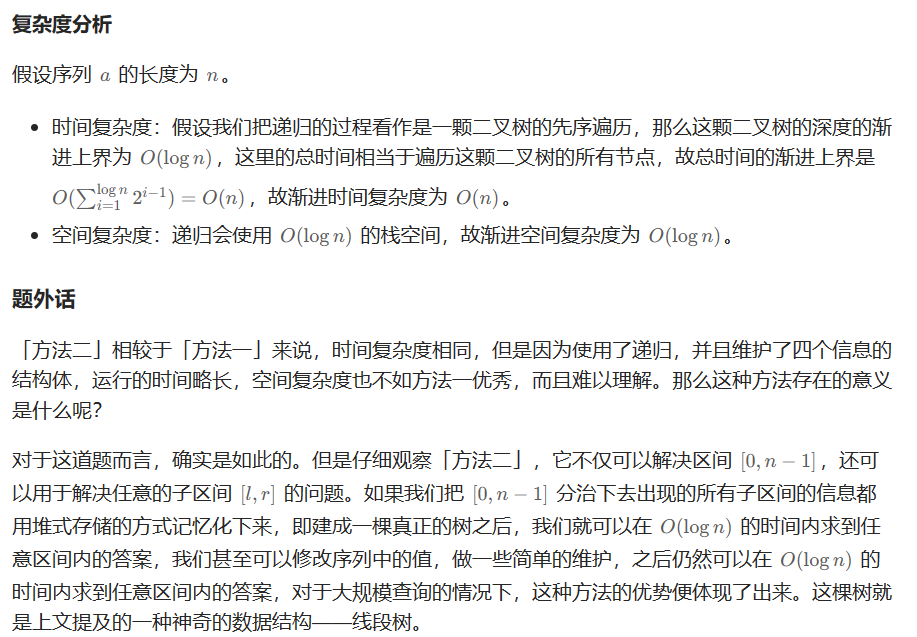 复杂度分析
假设序列 a 的长度为 n。
• 时间复杂度：假设我们把递归的过程看作是一颗二叉树的先序遍历，那么这颗二叉树的深度的渐
进上界为 O(log n)，这里的总时间相当于遍历这颗二叉树的所有节点，故总时间的渐进上界是
O(∑_{i=1}^{log n} 2^{i−1}) = O(n)，故渐进时间复杂度为 O(n)。
• 空间复杂度：递归会使用 O(log n) 的栈空间，故渐进空间复杂度为 O(log n)。
题外话
「方法二」相较于「方法一」来说，时间复杂度相同，但是因为使用了递归，并且维护了四个信息的
结构体，运行的时间略长，空间复杂度也不如方法一优秀，而且难以理解。那么这种方法存在的意义
是什么呢？
对于这道题而言，确实是如此的。但是仔细观察「方法二」，它不仅可以解决区间 [0, n − 1]，还可
以用于解决任意的子区间 [l, r] 的问题。如果我们把 [0, n − 1] 分治下去出现的所有子区间的信息都
用堆式存储的方式记忆化下来，即建成一棵真正的树之后，我们就可以在 O(log n) 的时间内求到任
意区间内的答案，我们甚至可以修改序列中的值，做一些简单的维护，之后仍然可以在 O(log n) 的
时间内求到任意区间内的答案，对于大规模查询的情况下，这种方法的优势便体现了出来。这棵树就
是上文提及的一种神奇的数据结构——线段树。